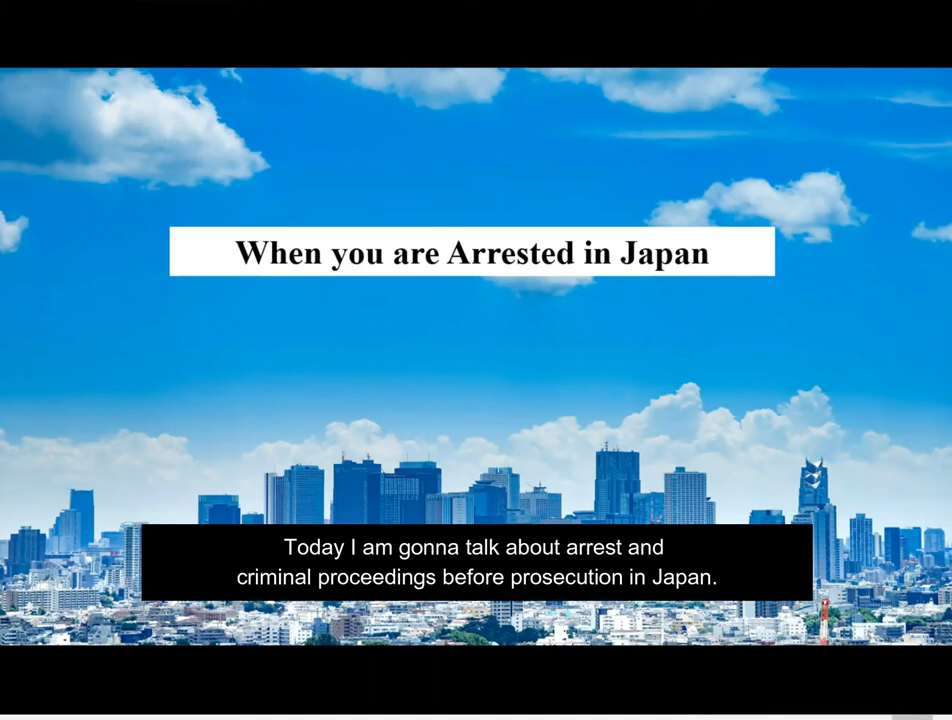 When you are Arrested in Japan
Today I am gonna talk about arrest and
criminal proceedings before prosecution in Japan.